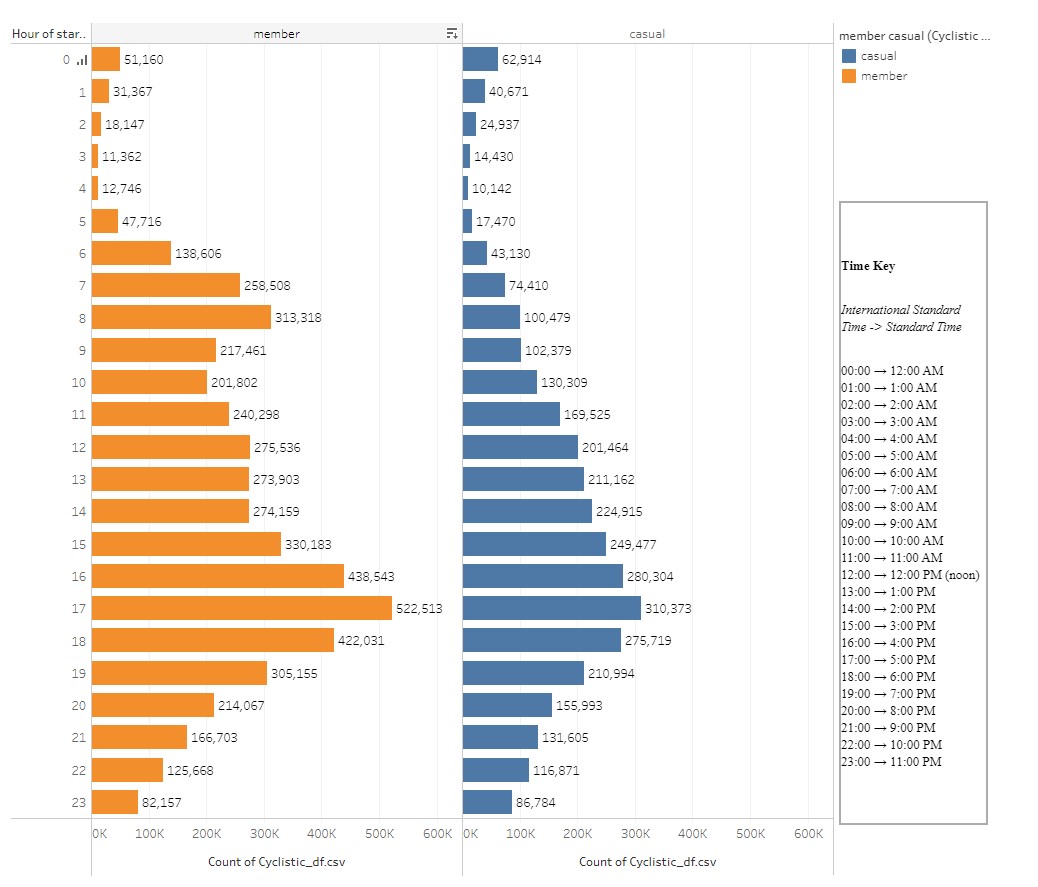 Hour of star.. member casual
0 51,160 62,914
1 31,367 40,671
2 18,147 24,937
3 11,362 14,430
4 12,746 10,142
5 47,716 17,470
6 138,606 43,130
7 258,508 74,410
8 313,318 100,479
9 217,461 102,379
10 201,802 130,309
11 240,298 169,525
12 275,536 201,464
13 273,903 211,162
14 274,159 224,915
15 330,183 249,477
16 438,543 280,304
17 522,513 310,373
18 422,031 275,719
19 305,155 210,994
20 214,067 155,993
21 166,703 131,605
22 125,668 116,871
23 82,157 86,784
0K 100K 200K 300K 400K 500K 600K 0K 100K 200K 300K 400K 500K 600K
Count of Cyclistic_df.csv Count of Cyclistic_df.csv
member casual (Cyclistic ...
casual
member
Time Key
International Standard
Time -> Standard Time
00:00 → 12:00 AM
01:00 → 1:00 AM
02:00 → 2:00 AM
03:00 → 3:00 AM
04:00 → 4:00 AM
05:00 → 5:00 AM
06:00 → 6:00 AM
07:00 → 7:00 AM
08:00 → 8:00 AM
09:00 → 9:00 AM
10:00 → 10:00 AM
11:00 → 11:00 AM
12:00 → 12:00 PM (noon)
13:00 → 1:00 PM
14:00 → 2:00 PM
15:00 → 3:00 PM
16:00 → 4:00 PM
17:00 → 5:00 PM
18:00 → 6:00 PM
19:00 → 7:00 PM
20:00 → 8:00 PM
21:00 → 9:00 PM
22:00 → 10:00 PM
23:00 → 11:00 PM